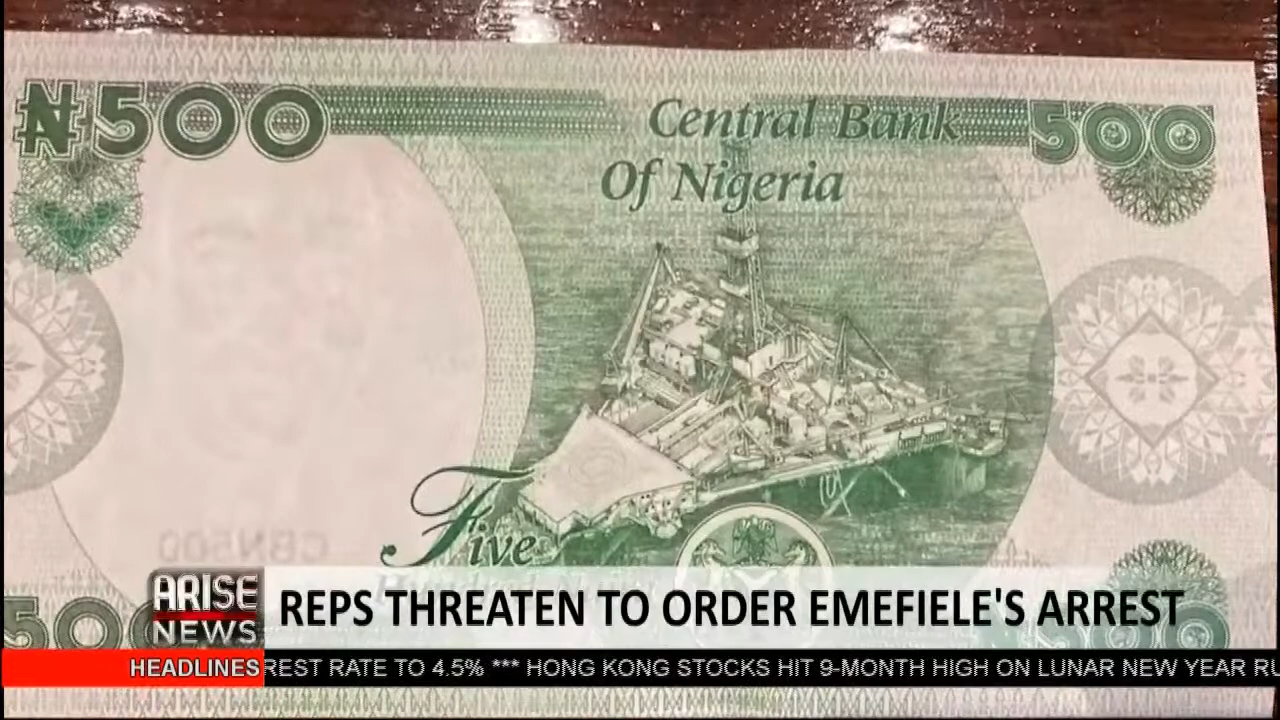 ₦500
Central Bank
Of Nigeria
500
Five
CBN500
ARISE
NEWS
REPS THREATEN TO ORDER EMEFIELE'S ARREST
HEADLINES
REST RATE TO 4.5% *** HONG KONG STOCKS HIT 9-MONTH HIGH ON LUNAR NEW YEAR RU